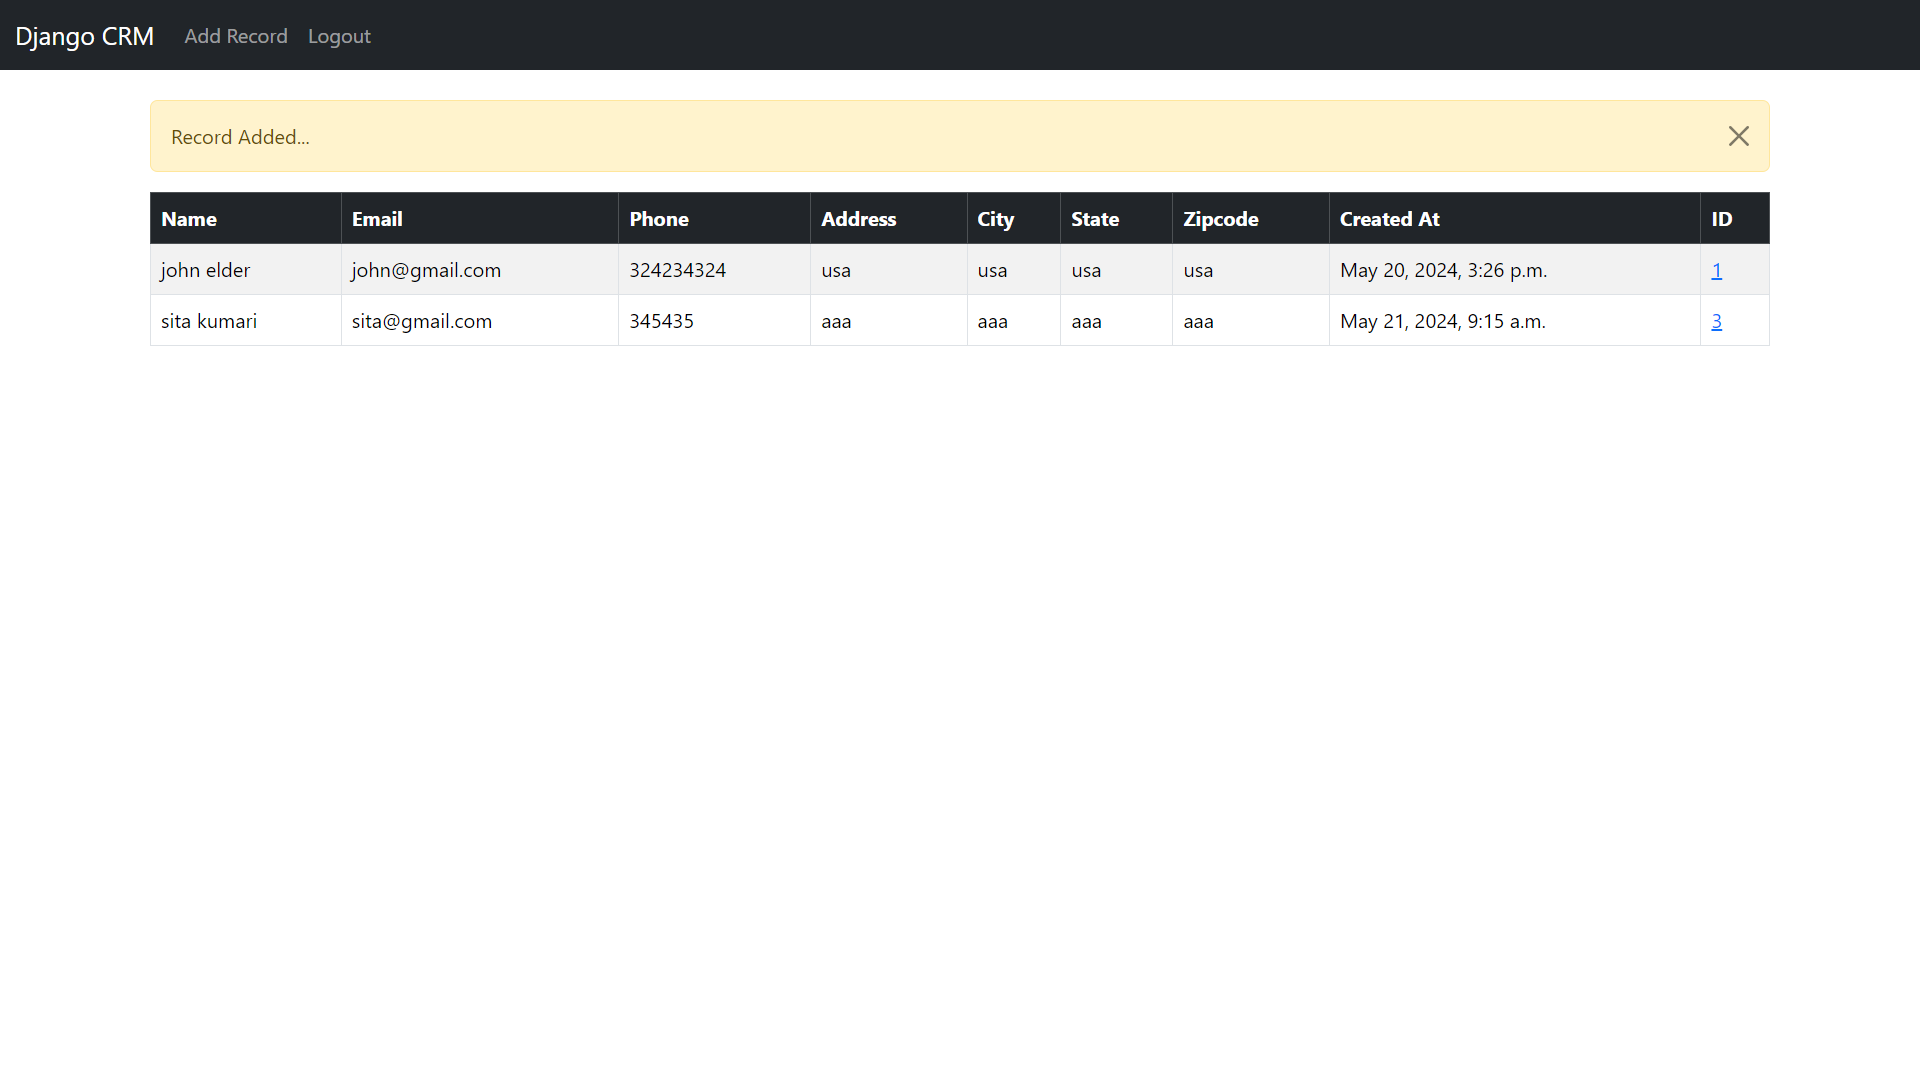 Django CRM Add Record Logout
Record Added...
Name Email Phone Address City State Zipcode Created At ID
john elder john@gmail.com 324234324 usa usa usa usa May 20, 2024, 3:26 p.m. 1
sita kumari sita@gmail.com 345435 aaa aaa aaa aaa May 21, 2024, 9:15 a.m. 3